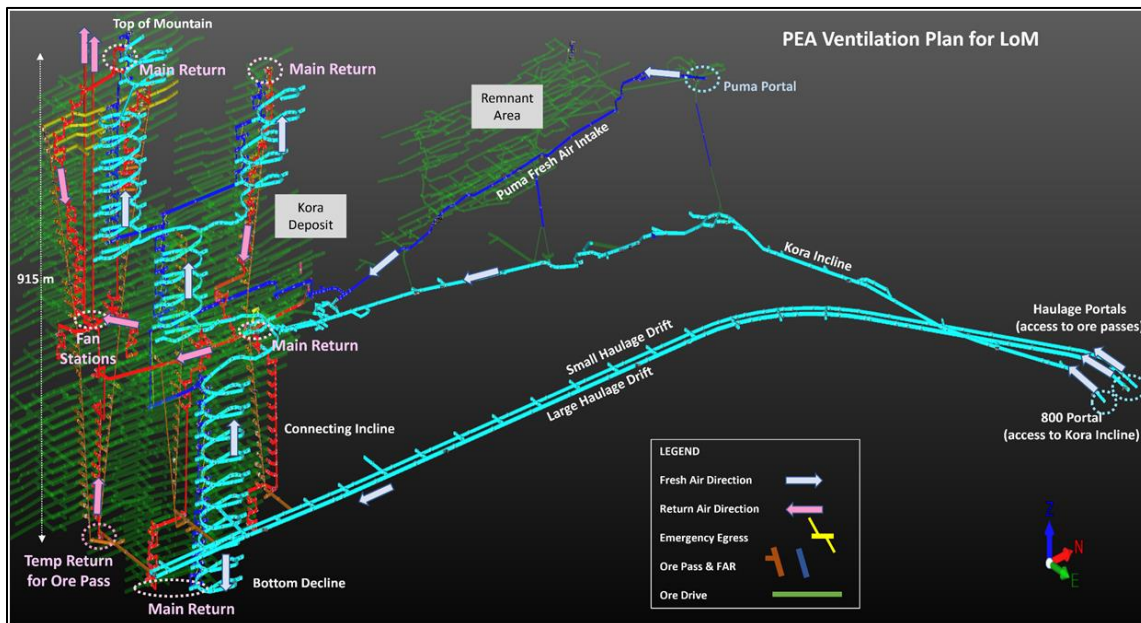 PEA Ventilation Plan for LoM
Top of Mountain
Main Return
Main Return
Remnant
Area
Puma Portal
Puma Fresh Air Intake
Kora
Deposit
915 m
Kora Incline
Haulage Portals
(access to ore passes)
Fan
Stations
Main Return
Small Haulage Drift
Large Haulage Drift
800 Portal
(access to Kora Incline)
Connecting Incline
LEGEND
Fresh Air Direction
Return Air Direction
Emergency Egress
Ore Pass & FAR
Ore Drive
Temp Return
for Ore Pass
Bottom Decline
Main Return
Z
N
E